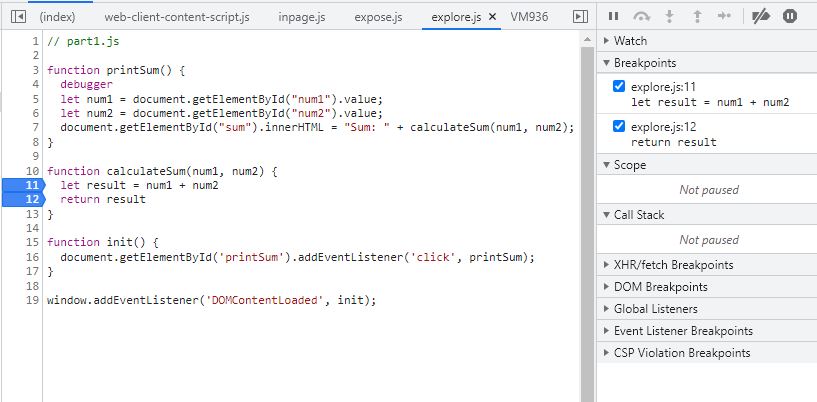 (index) web-client-content-script.js inpage.js expose.js explore.js × VM936
1 // part1.js
2
3 function printSum() {
4 debugger
5 let num1 = document.getElementById("num1").value;
6 let num2 = document.getElementById("num2").value;
7 document.getElementById("sum").innerHTML = "Sum: " + calculateSum(num1, num2);
8 }
9
10 function calculateSum(num1, num2) {
11 let result = num1 + num2
12 return result
13 }
14
15 function init() {
16 document.getElementById('printSum').addEventListener('click', printSum);
17 }
18
19 window.addEventListener('DOMContentLoaded', init);
Watch
Breakpoints
explore.js:11
let result = num1 + num2
explore.js:12
return result
Scope
Not paused
Call Stack
Not paused
XHR/fetch Breakpoints
DOM Breakpoints
Global Listeners
Event Listener Breakpoints
CSP Violation Breakpoints